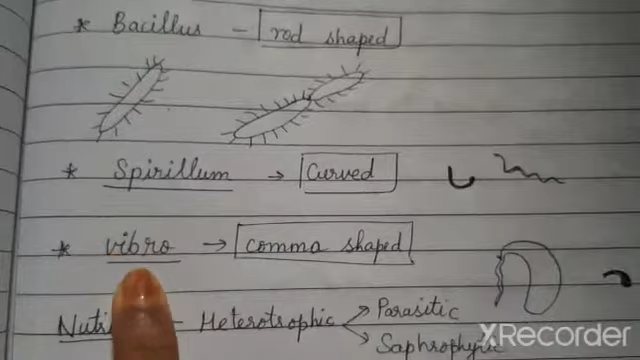 * Bacillus - rod shaped
* Spirillum → Curved
* vibro → comma shaped
Heterotrophic → Parasitic
→ Saphrophytic
XRecorder